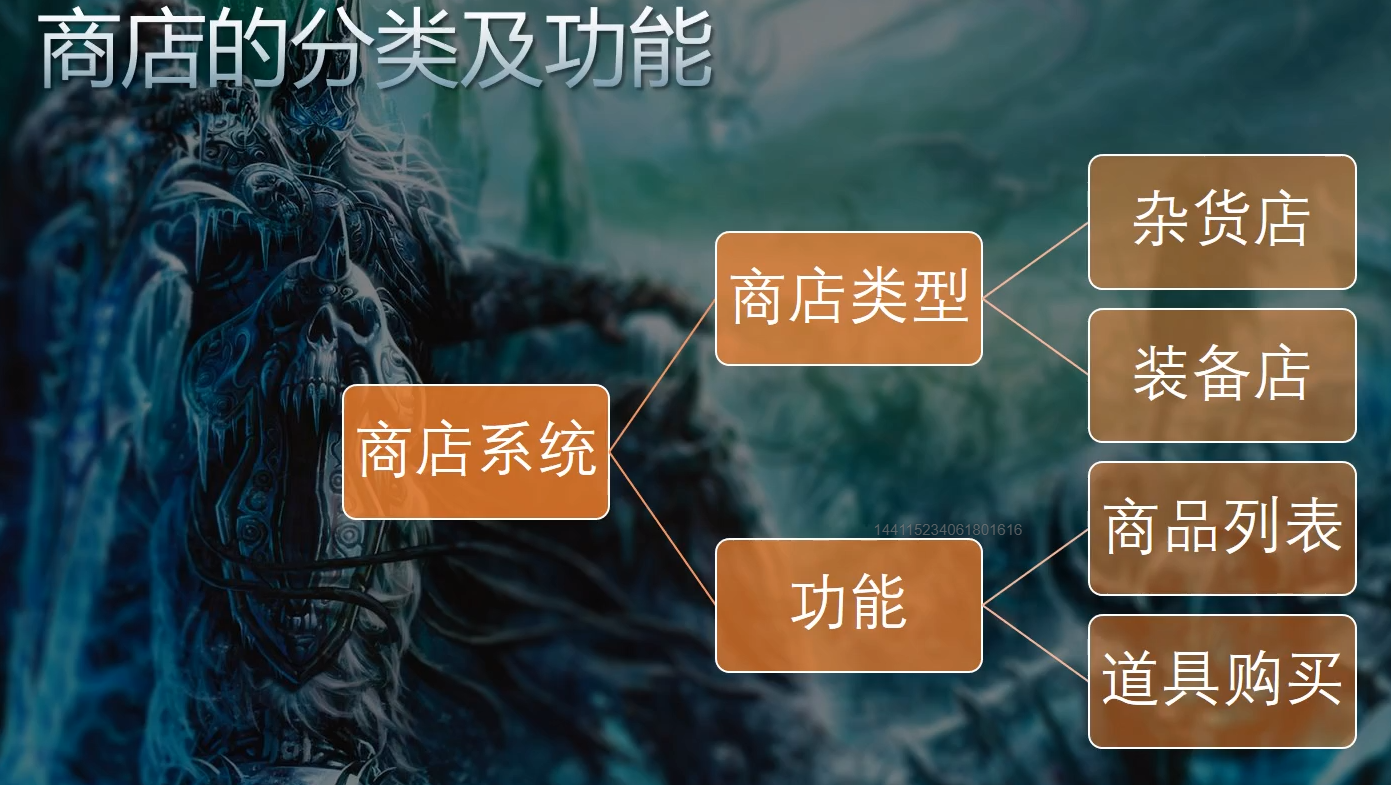 商店的分类及功能
杂货店
商店类型
装备店
商店系统
商品列表
144115234061801616
功能
道具购买